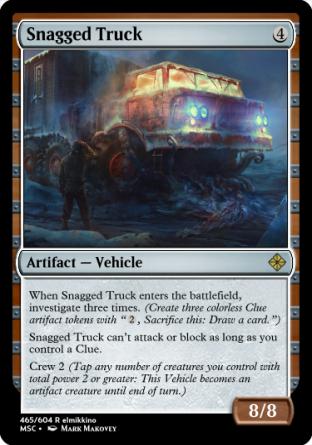 Snagged Truck 4
Artifact — Vehicle
When Snagged Truck enters the battlefield,
investigate three times. (Create three colorless Clue
artifact tokens with “2, Sacrifice this: Draw a card.”)
Snagged Truck can't attack or block as long as you
control a Clue.
Crew 2 (Tap any number of creatures you control with
total power 2 or greater: This Vehicle becomes an
artifact creature until end of turn.)
8/8
465/604 R elmikkino
MSC • Mark Makovey